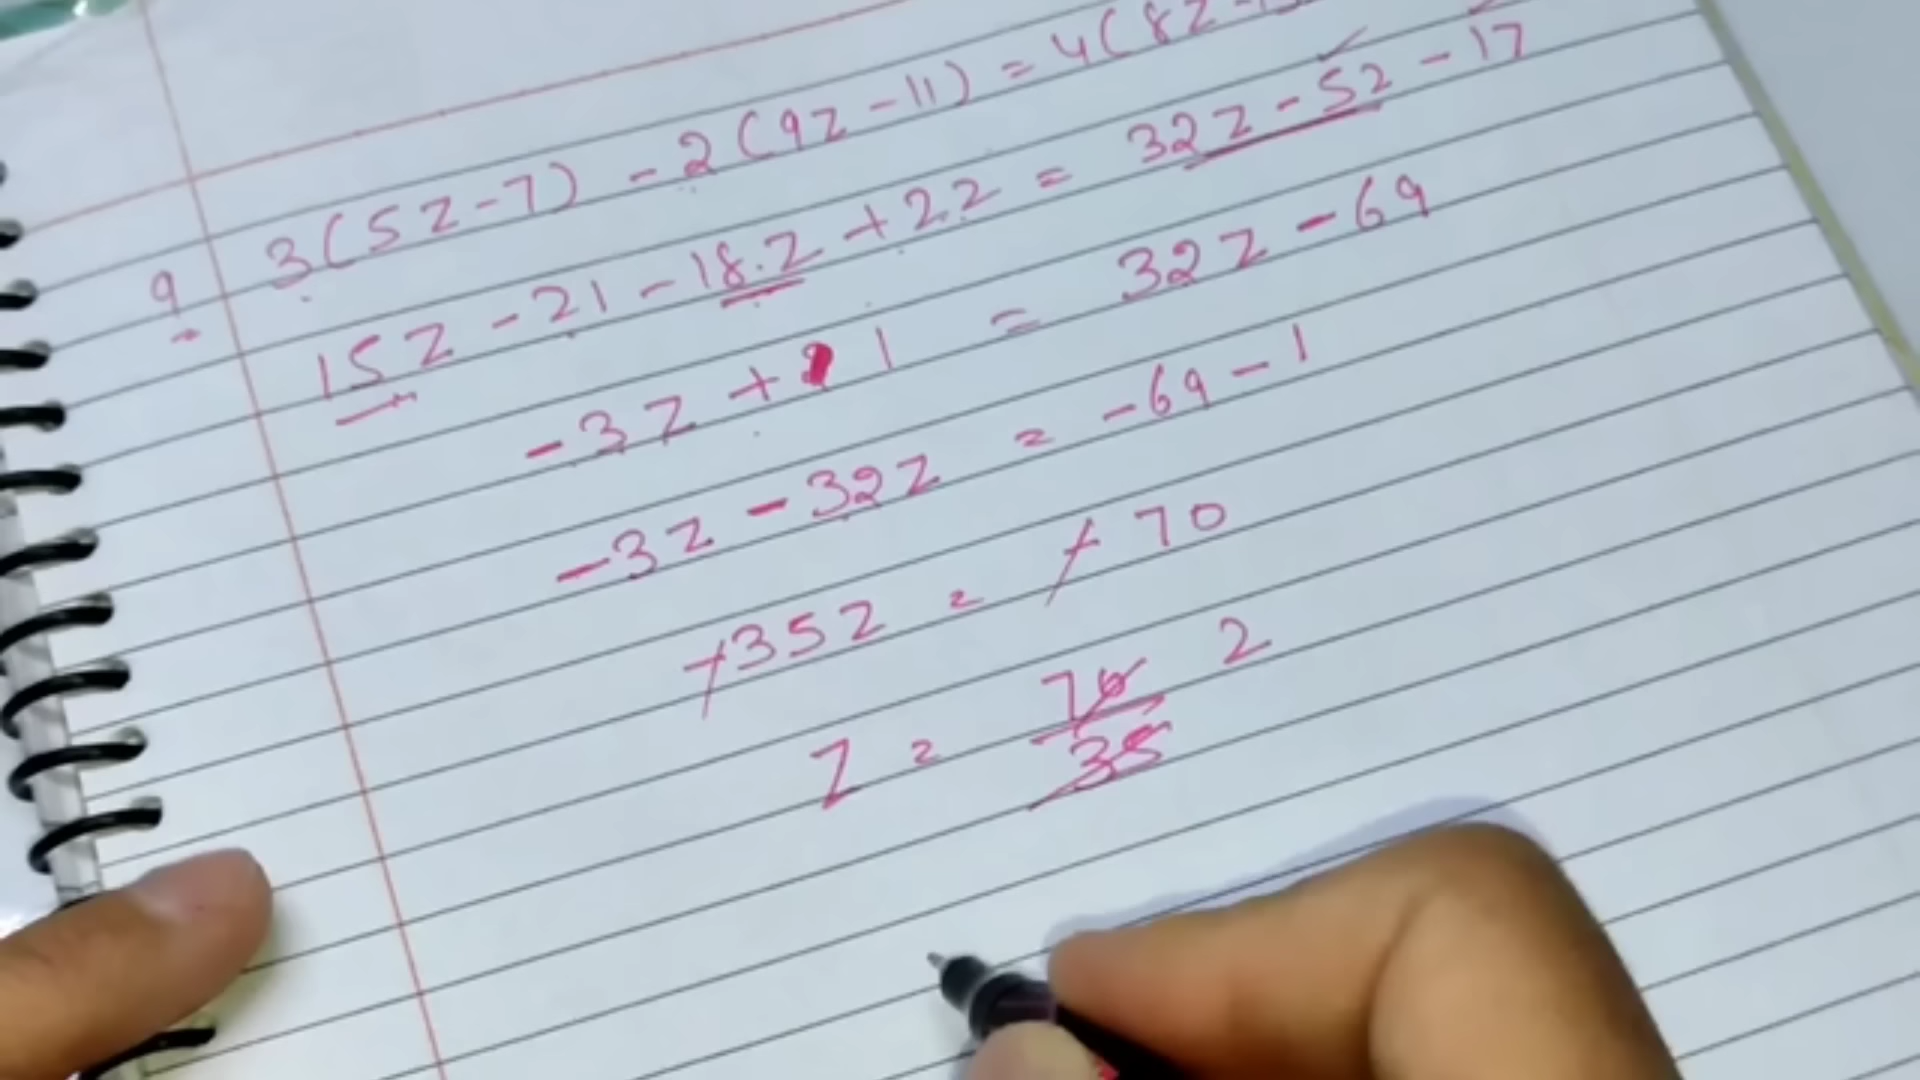 9 3(5z-7) - 2(9z-11) = 4(8z-
15z - 21 - 18z + 22 = 32z - 52 - 17
-3z + 1 = 32z - 69
-3z - 32z = -69 - 1
-35z = -70
z = 70/35 2